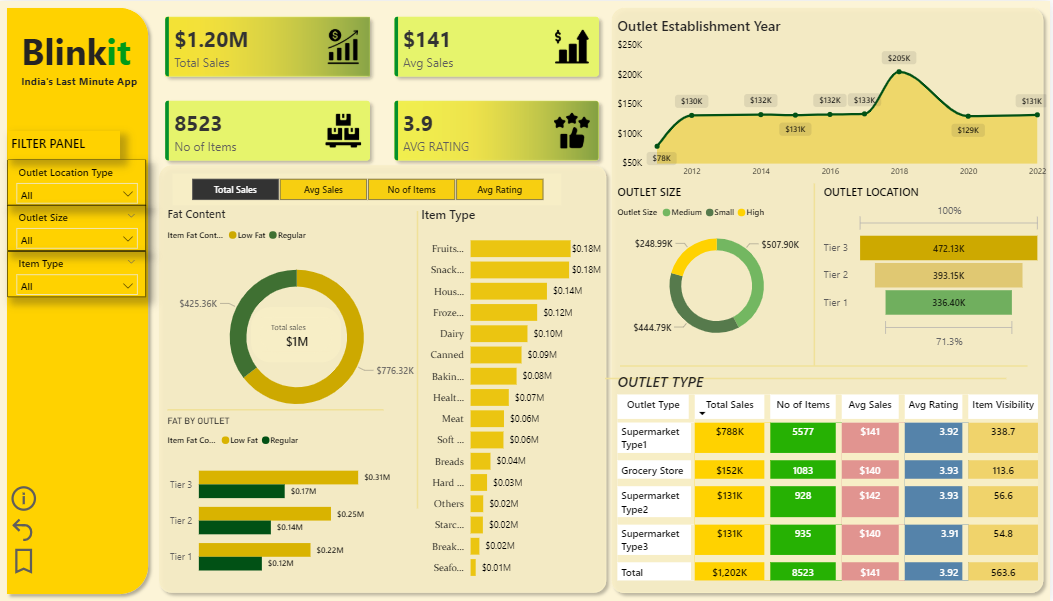 Blinkit
India's Last Minute App
FILTER PANEL
Outlet Location Type
All
Outlet Size
All
Item Type
All
$1.20M
Total Sales
$141
Avg Sales
8523
No of Items
3.9
AVG RATING
Total Sales
Avg Sales
No of Items
Avg Rating
Fat Content
Item Fat Cont... Low Fat Regular
$425.36K
Total sales
$1M
$776.32K
FAT BY OUTLET
Item Fat Co... Low Fat Regular
Tier 3 $0.31M
$0.17M
Tier 2 $0.25M
$0.14M
Tier 1 $0.22M
$0.12M
Item Type
Fruits... $0.18M
Snack... $0.18M
Hous... $0.14M
Froze... $0.12M
Dairy $0.10M
Canned $0.09M
Bakin... $0.08M
Healt... $0.07M
Meat $0.06M
Soft ... $0.06M
Breads $0.04M
Hard ... $0.03M
Others $0.02M
Starc... $0.02M
Break... $0.02M
Seafo... $0.01M
Outlet Establishment Year
$250K
$200K
$150K
$100K
$50K
$78K
$130K
$132K
$131K
$132K
$133K
$205K
$129K
$131K
2012 2014 2016 2018 2020 2022
OUTLET SIZE
Outlet Size Medium Small High
$248.99K
$507.90K
$444.79K
OUTLET LOCATION
100%
Tier 3 472.13K
Tier 2 393.15K
Tier 1 336.40K
71.3%
OUTLET TYPE
Outlet Type Total Sales No of Items Avg Sales Avg Rating Item Visibility
Supermarket Type1 $788K 5577 $141 3.92 338.7
Grocery Store $152K 1083 $140 3.93 113.6
Supermarket Type2 $131K 928 $142 3.93 56.6
Supermarket Type3 $131K 935 $140 3.91 54.8
Total $1,202K 8523 $141 3.92 563.6